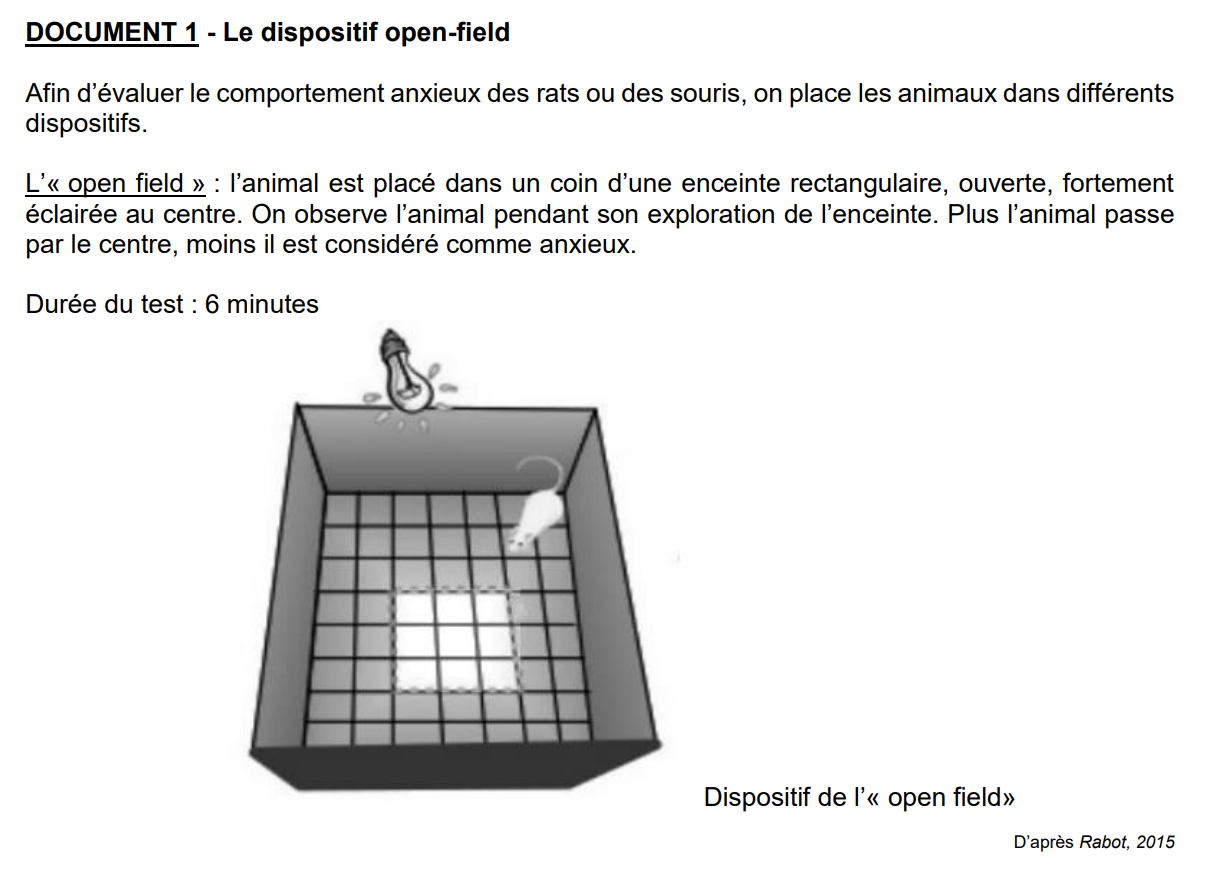 DOCUMENT 1 - Le dispositif open-field
Afin d’évaluer le comportement anxieux des rats ou des souris, on place les animaux dans différents
dispositifs.
L’« open field » : l’animal est placé dans un coin d’une enceinte rectangulaire, ouverte, fortement
éclairée au centre. On observe l’animal pendant son exploration de l’enceinte. Plus l’animal passe
par le centre, moins il est considéré comme anxieux.
Durée du test : 6 minutes
Dispositif de l’« open field»
D’après Rabot, 2015